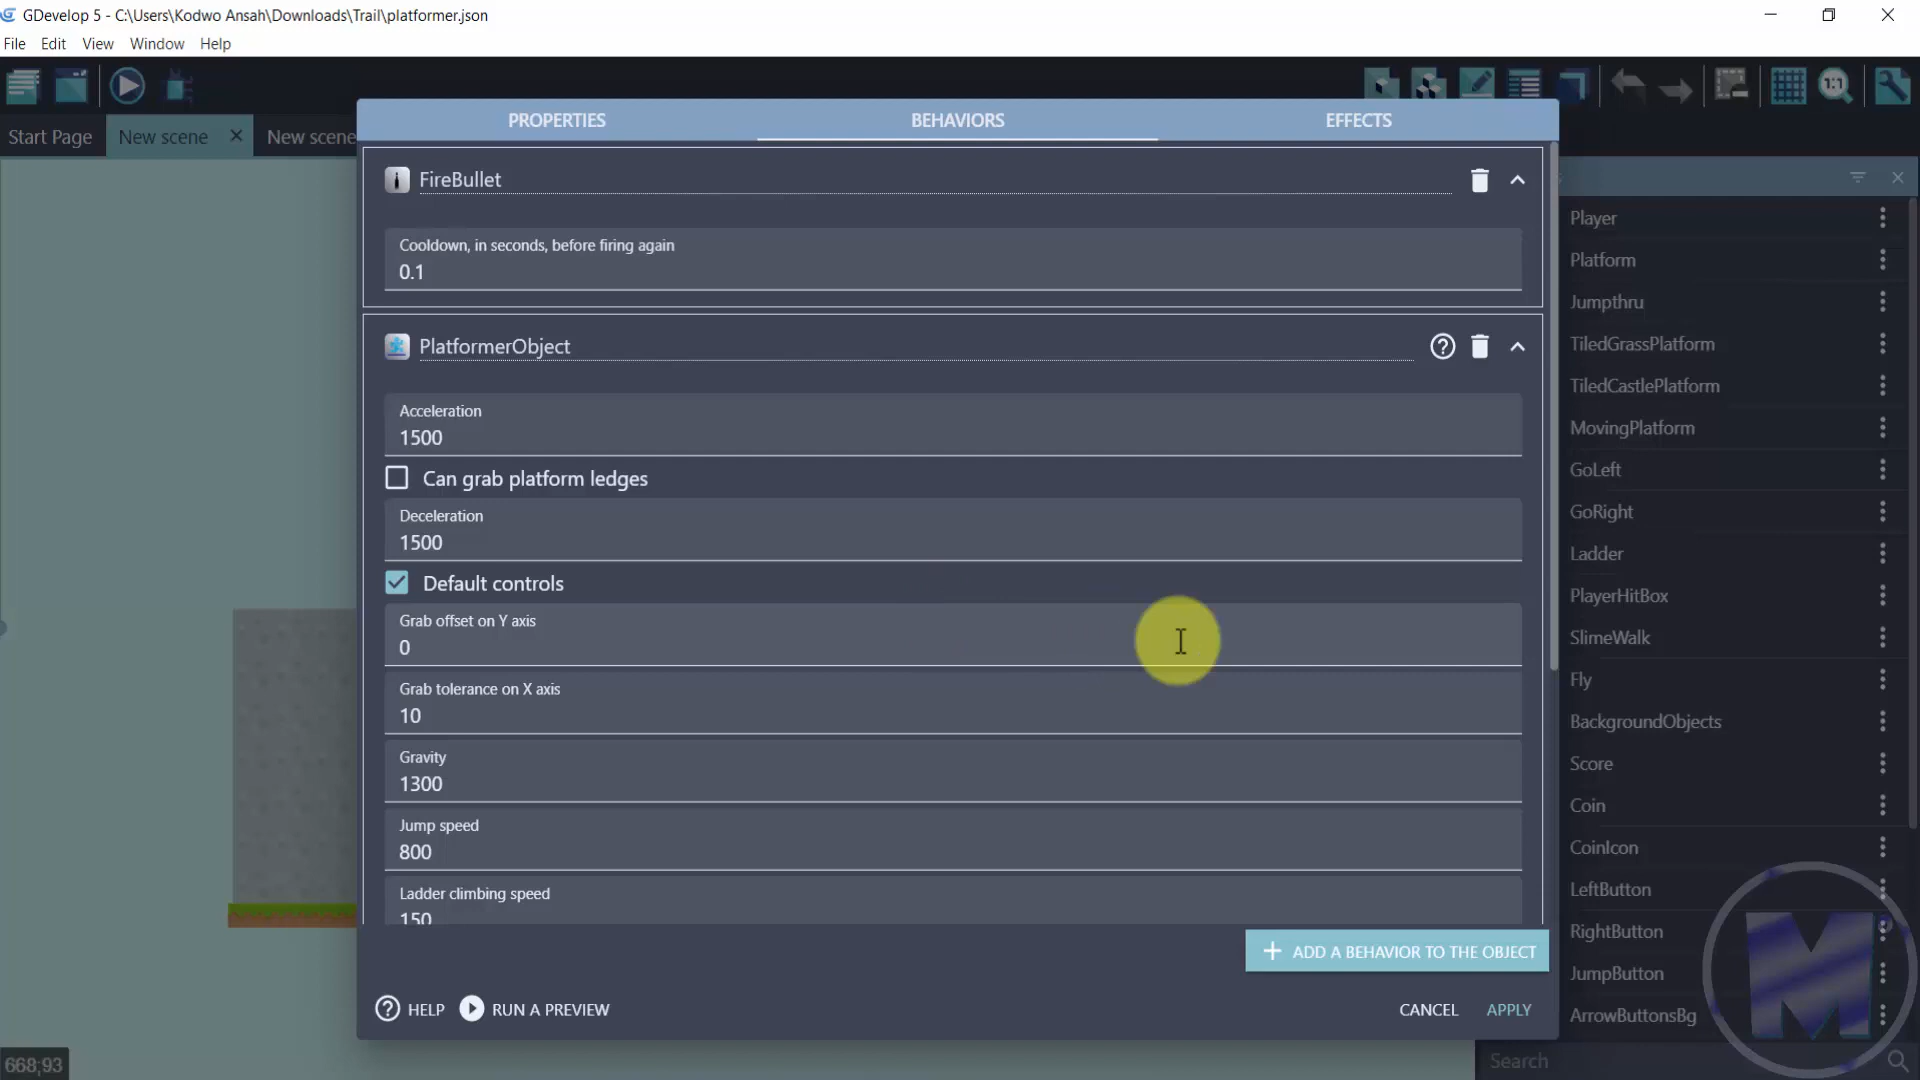 GDevelop 5 - C:\Users\Kodwo Ansah\Downloads\Trail\platformer.json
File Edit View Window Help
1:1
Start Page New scene New scene
PROPERTIES BEHAVIORS EFFECTS
FireBullet
Cooldown, in seconds, before firing again
0.1
PlatformerObject
Acceleration
1500
Can grab platform ledges
Deceleration
1500
Default controls
Grab offset on Y axis
0
Grab tolerance on X axis
10
Gravity
1300
Jump speed
800
Ladder climbing speed
150
ADD A BEHAVIOR TO THE OBJECT
HELP RUN A PREVIEW CANCEL APPLY
Player
Platform
Jumpthru
TiledGrassPlatform
TiledCastlePlatform
MovingPlatform
GoLeft
GoRight
Ladder
PlayerHitBox
SlimeWalk
Fly
BackgroundObjects
Score
Coin
CoinIcon
LeftButton
RightButton
JumpButton
ArrowButtonsBg
Search
668;93
M